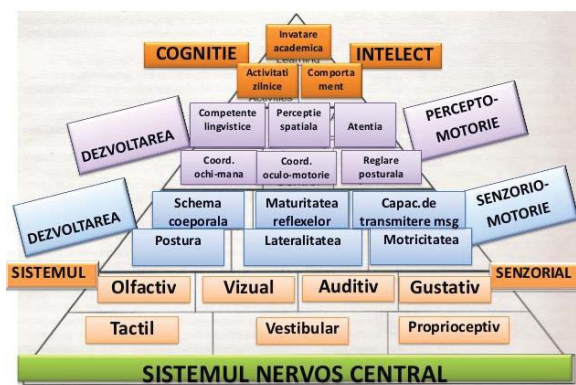 Invatare
academica
COGNITIE
INTELECT
Activitati
zilnice
Comporta
ment
Competente
lingvistice
Perceptie
spatiala
Atentia
DEZVOLTAREA
PERCEPTO-
MOTORIE
Coord.
ochi-mana
Coord.
oculo-motorie
Reglare
posturala
Schema
coeporala
Maturitatea
reflexelor
Capac.de
transmitere msg
DEZVOLTAREA
SENZORIO-
MOTORIE
Postura
Lateralitatea
Motricitatea
SISTEMUL
SENZORIAL
Olfactiv
Vizual
Auditiv
Gustativ
Tactil
Vestibular
Proprioceptiv
SISTEMUL NERVOS CENTRAL